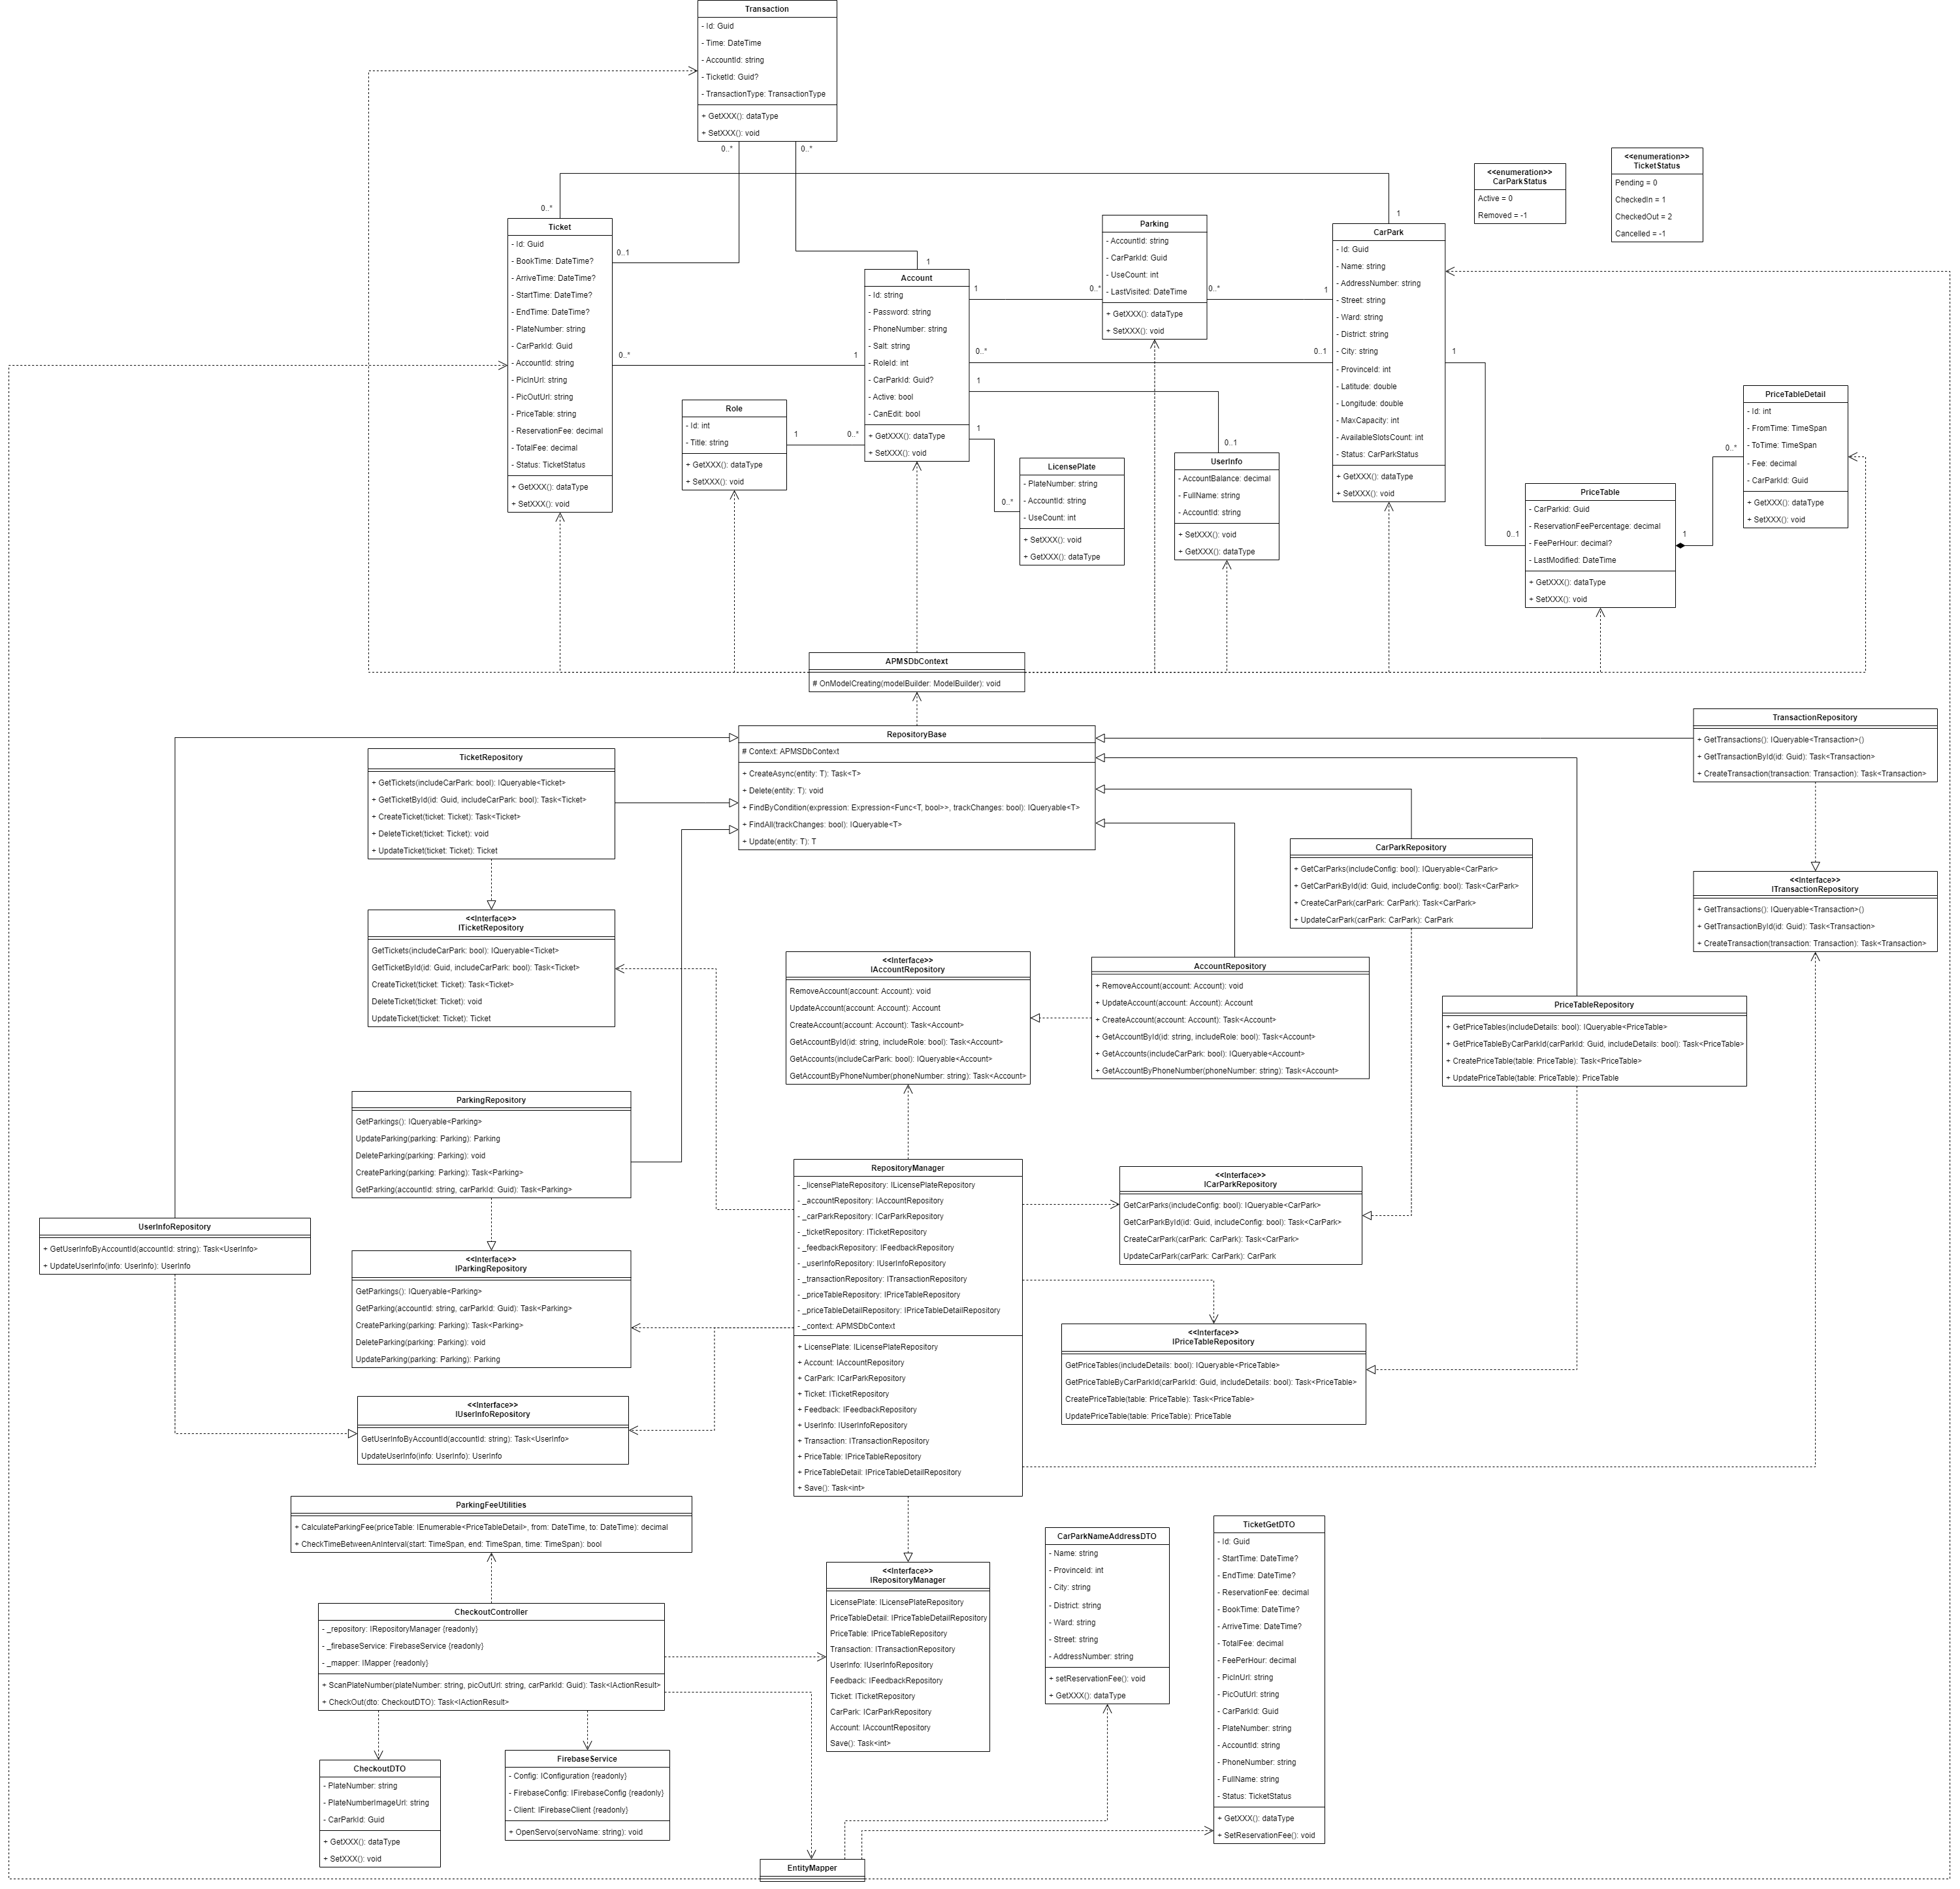 Transaction
- Id: Guid
- Time: DateTime
- AccountId: string
- TicketId: Guid?
- TransactionType: TransactionType
+ GetXXX(): dataType
+ SetXXX(): void
0..*
0..*
<<enumeration>>
CarParkStatus
Active = 0
Removed = -1
<<enumeration>>
TicketStatus
Pending = 0
CheckedIn = 1
CheckedOut = 2
Cancelled = -1
0..*
1
Ticket
- Id: Guid
- BookTime: DateTime?
- ArriveTime: DateTime?
- StartTime: DateTime?
- EndTime: DateTime?
- PlateNumber: string
- CarParkId: Guid
- AccountId: string
- PicInUrl: string
- PicOutUrl: string
- PriceTable: string
- ReservationFee: decimal
- TotalFee: decimal
- Status: TicketStatus
+ GetXXX(): dataType
+ SetXXX(): void
0..1
0..*
1
1
Account
- Id: string
- Password: string
- PhoneNumber: string
- Salt: string
- RoleId: int
- CarParkId: Guid?
- Active: bool
- CanEdit: bool
+ GetXXX(): dataType
+ SetXXX(): void
1
0..*
Parking
- AccountId: string
- CarParkId: Guid
- UseCount: int
- LastVisited: DateTime
+ GetXXX(): dataType
+ SetXXX(): void
0..*
1
0..*
0..1
CarPark
- Id: Guid
- Name: string
- AddressNumber: string
- Street: string
- Ward: string
- District: string
- City: string
- ProvinceId: int
- Latitude: double
- Longitude: double
- MaxCapacity: int
- AvailableSlotsCount: int
- Status: CarParkStatus
+ GetXXX(): dataType
+ SetXXX(): void
1
0..1
Role
- Id: int
- Title: string
+ GetXXX(): dataType
+ SetXXX(): void
1
0..*
1
0..1
1
0..*
LicensePlate
- PlateNumber: string
- AccountId: string
- UseCount: int
+ SetXXX(): void
+ GetXXX(): dataType
UserInfo
- AccountBalance: decimal
- FullName: string
- AccountId: string
+ SetXXX(): void
+ GetXXX(): dataType
PriceTable
- CarParkid: Guid
- ReservationFeePercentage: decimal
- FeePerHour: decimal?
- LastModified: DateTime
+ GetXXX(): dataType
+ SetXXX(): void
1
0..*
PriceTableDetail
- Id: int
- FromTime: TimeSpan
- ToTime: TimeSpan
- Fee: decimal
- CarParkId: Guid
+ GetXXX(): dataType
+ SetXXX(): void
APMSDbContext
# OnModelCreating(modelBuilder: ModelBuilder): void
RepositoryBase
# Context: APMSDbContext
+ CreateAsync(entity: T): Task<T>
+ Delete(entity: T): void
+ FindByCondition(expression: Expression<Func<T, bool>>, trackChanges: bool): IQueryable<T>
+ FindAll(trackChanges: bool): IQueryable<T>
+ Update(entity: T): T
TransactionRepository
+ GetTransactions(): IQueryable<Transaction>()
+ GetTransactionById(id: Guid): Task<Transaction>
+ CreateTransaction(transaction: Transaction): Task<Transaction>
TicketRepository
+ GetTickets(includeCarPark: bool): IQueryable<Ticket>
+ GetTicketById(id: Guid, includeCarPark: bool): Task<Ticket>
+ CreateTicket(ticket: Ticket): Task<Ticket>
+ DeleteTicket(ticket: Ticket): void
+ UpdateTicket(ticket: Ticket): Ticket
CarParkRepository
+ GetCarParks(includeConfig: bool): IQueryable<CarPark>
+ GetCarParkById(id: Guid, includeConfig: bool): Task<CarPark>
+ CreateCarPark(carPark: CarPark): Task<CarPark>
+ UpdateCarPark(carPark: CarPark): CarPark
<<Interface>>
ITransactionRepository
+ GetTransactions(): IQueryable<Transaction>()
+ GetTransactionById(id: Guid): Task<Transaction>
+ CreateTransaction(transaction: Transaction): Task<Transaction>
<<Interface>>
ITicketRepository
GetTickets(includeCarPark: bool): IQueryable<Ticket>
GetTicketById(id: Guid, includeCarPark: bool): Task<Ticket>
CreateTicket(ticket: Ticket): Task<Ticket>
DeleteTicket(ticket: Ticket): void
UpdateTicket(ticket: Ticket): Ticket
<<Interface>>
IAccountRepository
RemoveAccount(account: Account): void
UpdateAccount(account: Account): Account
CreateAccount(account: Account): Task<Account>
GetAccountById(id: string, includeRole: bool): Task<Account>
GetAccounts(includeCarPark: bool): IQueryable<Account>
GetAccountByPhoneNumber(phoneNumber: string): Task<Account>
AccountRepository
+ RemoveAccount(account: Account): void
+ UpdateAccount(account: Account): Account
+ CreateAccount(account: Account): Task<Account>
+ GetAccountById(id: string, includeRole: bool): Task<Account>
+ GetAccounts(includeCarPark: bool): IQueryable<Account>
+ GetAccountByPhoneNumber(phoneNumber: string): Task<Account>
PriceTableRepository
+ GetPriceTables(includeDetails: bool): IQueryable<PriceTable>
+ GetPriceTableByCarParkId(carParkId: Guid, includeDetails: bool): Task<PriceTable>
+ CreatePriceTable(table: PriceTable): Task<PriceTable>
+ UpdatePriceTable(table: PriceTable): PriceTable
ParkingRepository
GetParkings(): IQueryable<Parking>
UpdateParking(parking: Parking): Parking
DeleteParking(parking: Parking): void
CreateParking(parking: Parking): Task<Parking>
GetParking(accountId: string, carParkId: Guid): Task<Parking>
RepositoryManager
- _licensePlateRepository: ILicensePlateRepository
- _accountRepository: IAccountRepository
- _carParkRepository: ICarParkRepository
- _ticketRepository: ITicketRepository
- _feedbackRepository: IFeedbackRepository
- _userInfoRepository: IUserInfoRepository
- _transactionRepository: ITransactionRepository
- _priceTableRepository: IPriceTableRepository
- _priceTableDetailRepository: IPriceTableDetailRepository
- _context: APMSDbContext
+ LicensePlate: ILicensePlateRepository
+ Account: IAccountRepository
+ CarPark: ICarParkRepository
+ Ticket: ITicketRepository
+ Feedback: IFeedbackRepository
+ UserInfo: IUserInfoRepository
+ Transaction: ITransactionRepository
+ PriceTable: IPriceTableRepository
+ PriceTableDetail: IPriceTableDetailRepository
+ Save(): Task<int>
<<Interface>>
ICarParkRepository
GetCarParks(includeConfig: bool): IQueryable<CarPark>
GetCarParkById(id: Guid, includeConfig: bool): Task<CarPark>
CreateCarPark(carPark: CarPark): Task<CarPark>
UpdateCarPark(carPark: CarPark): CarPark
UserInfoRepository
+ GetUserInfoByAccountId(accountId: string): Task<UserInfo>
+ UpdateUserInfo(info: UserInfo): UserInfo
<<Interface>>
IParkingRepository
GetParkings(): IQueryable<Parking>
GetParking(accountId: string, carParkId: Guid): Task<Parking>
CreateParking(parking: Parking): Task<Parking>
DeleteParking(parking: Parking): void
UpdateParking(parking: Parking): Parking
<<Interface>>
IPriceTableRepository
GetPriceTables(includeDetails: bool): IQueryable<PriceTable>
GetPriceTableByCarParkId(carParkId: Guid, includeDetails: bool): Task<PriceTable>
CreatePriceTable(table: PriceTable): Task<PriceTable>
UpdatePriceTable(table: PriceTable): PriceTable
<<Interface>>
IUserInfoRepository
GetUserInfoByAccountId(accountId: string): Task<UserInfo>
UpdateUserInfo(info: UserInfo): UserInfo
ParkingFeeUtilities
+ CalculateParkingFee(priceTable: IEnumerable<PriceTableDetail>, from: DateTime, to: DateTime): decimal
+ CheckTimeBetweenAnInterval(start: TimeSpan, end: TimeSpan, time: TimeSpan): bool
CheckoutController
- _repository: IRepositoryManager {readonly}
- _firebaseService: FirebaseService {readonly}
- _mapper: IMapper {readonly}
+ ScanPlateNumber(plateNumber: string, picOutUrl: string, carParkId: Guid): Task<IActionResult>
+ CheckOut(dto: CheckoutDTO): Task<IActionResult>
<<Interface>>
IRepositoryManager
LicensePlate: ILicensePlateRepository
PriceTableDetail: IPriceTableDetailRepository
PriceTable: IPriceTableRepository
Transaction: ITransactionRepository
UserInfo: IUserInfoRepository
Feedback: IFeedbackRepository
Ticket: ITicketRepository
CarPark: ICarParkRepository
Account: IAccountRepository
Save(): Task<int>
CarParkNameAddressDTO
- Name: string
- ProvinceId: int
- City: string
- District: string
- Ward: string
- Street: string
- AddressNumber: string
+ setReservationFee(): void
+ GetXXX(): dataType
TicketGetDTO
- Id: Guid
- StartTime: DateTime?
- EndTime: DateTime?
- ReservationFee: decimal
- BookTime: DateTime?
- ArriveTime: DateTime?
- TotalFee: decimal
- FeePerHour: decimal
- PicInUrl: string
- PicOutUrl: string
- CarParkId: Guid
- PlateNumber: string
- AccountId: string
- PhoneNumber: string
- FullName: string
- Status: TicketStatus
+ GetXXX(): dataType
+ SetReservationFee(): void
CheckoutDTO
- PlateNumber: string
- PlateNumberImageUrl: string
- CarParkId: Guid
+ GetXXX(): dataType
+ SetXXX(): void
FirebaseService
- Config: IConfiguration {readonly}
- FirebaseConfig: IFirebaseConfig {readonly}
- Client: IFirebaseClient {readonly}
+ OpenServo(servoName: string): void
EntityMapper